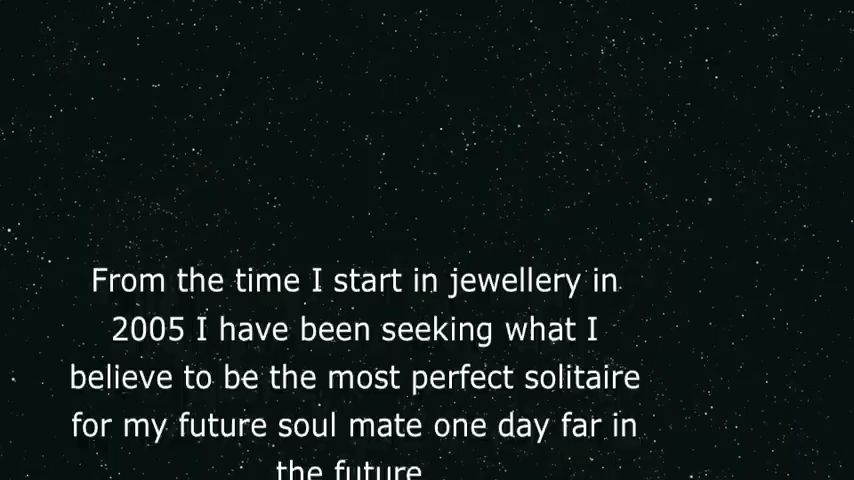 From the time I start in jewellery in
2005 I have been seeking what I
believe to be the most perfect solitaire
for my future soul mate one day far in
the future